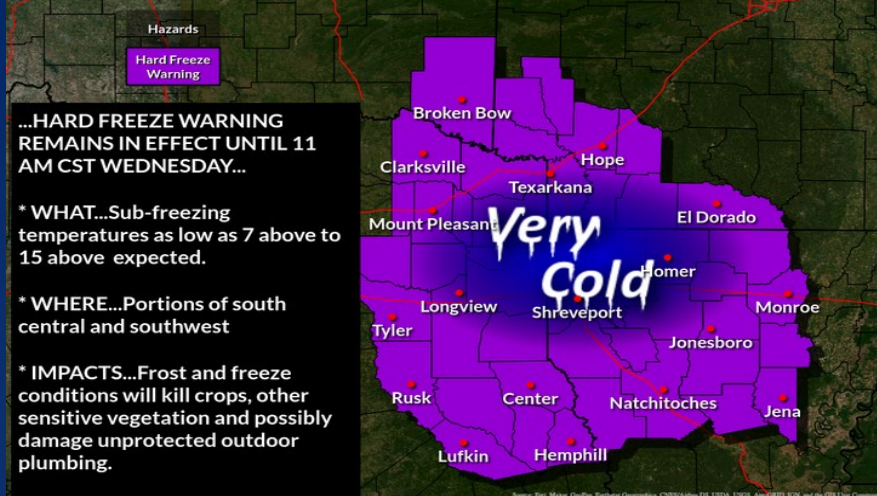 Hazards
Hard Freeze
Warning
...HARD FREEZE WARNING
REMAINS IN EFFECT UNTIL 11
AM CST WEDNESDAY...
* WHAT...Sub-freezing
temperatures as low as 7 above to
15 above expected.
* WHERE...Portions of south
central and southwest
* IMPACTS...Frost and freeze
conditions will kill crops, other
sensitive vegetation and possibly
damage unprotected outdoor
plumbing.
Broken Bow
Hope
Clarksville
Texarkana
Mount Pleasant
El Dorado
Very
Cold
Homer
Longview
Shreveport
Monroe
Tyler
Jonesboro
Rusk
Center
Natchitoches
Jena
Lufkin
Hemphill